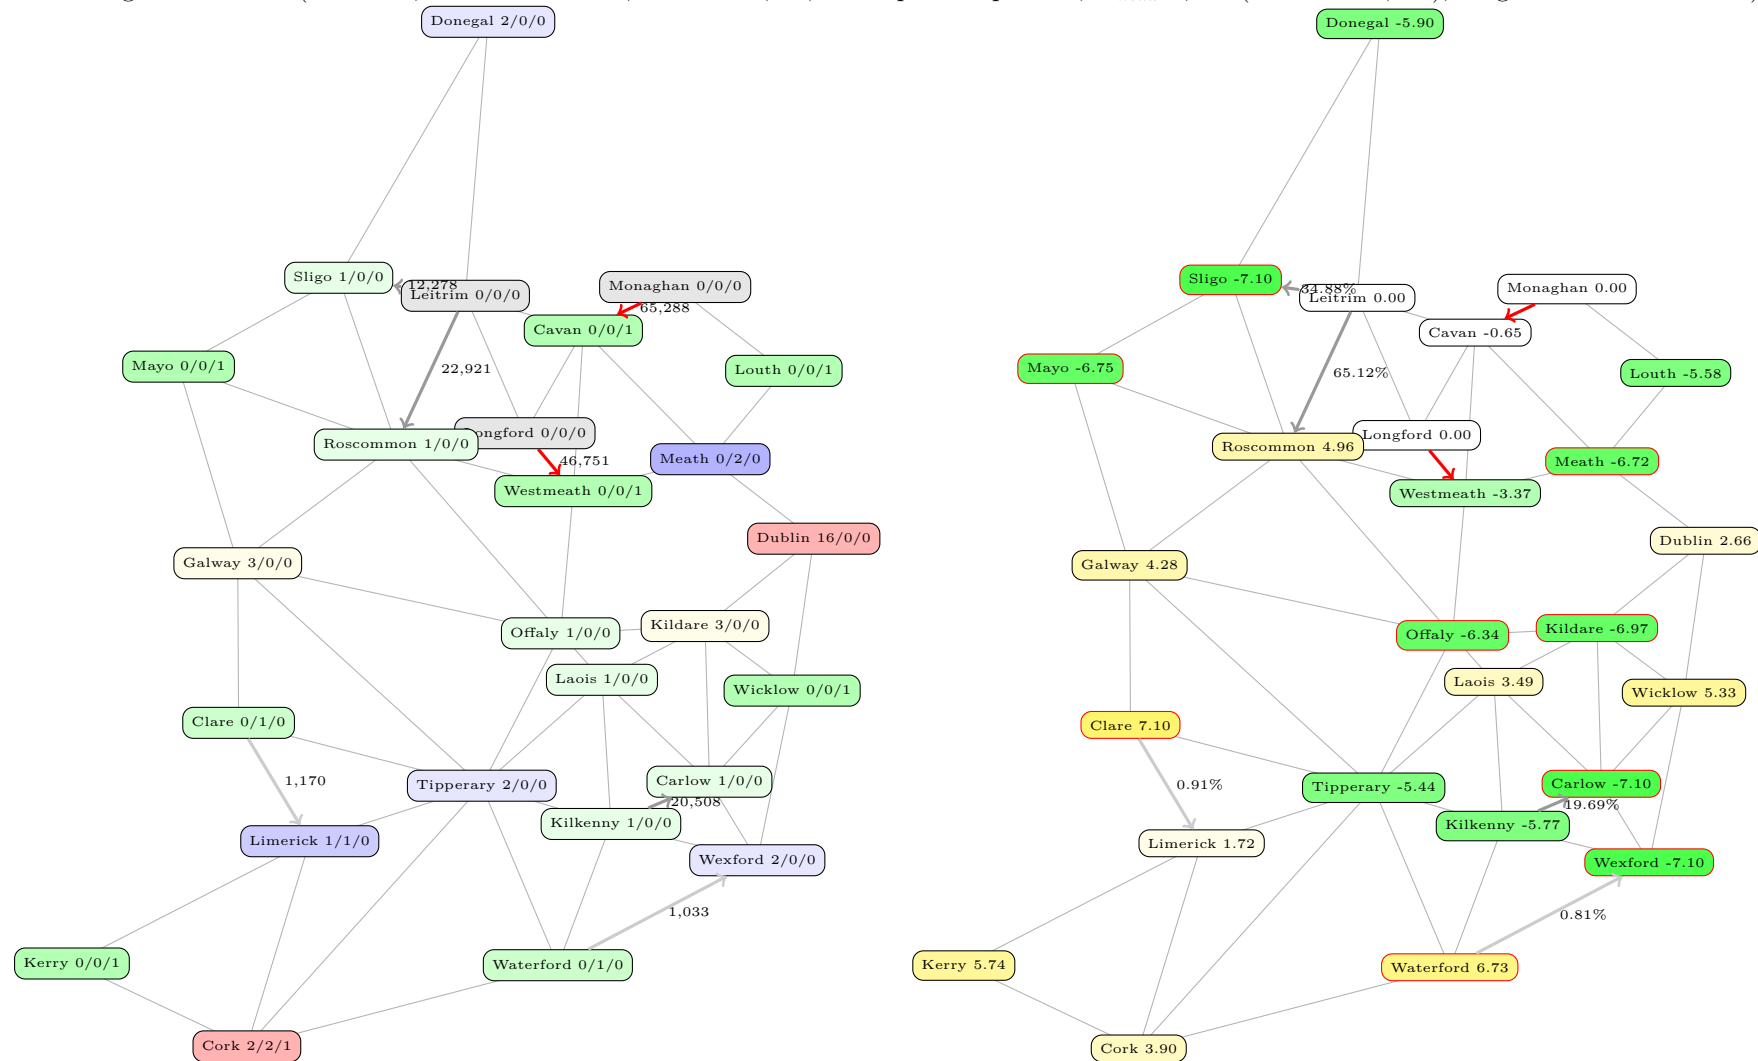 Donegal 2/0/0
Sligo 1/0/0
12,278
Leitrim 0/0/0
Monaghan 0/0/0
65,288
Cavan 0/0/1
Mayo 0/0/1
22,921
Louth 0/0/1
Roscommon 1/0/0
Longford 0/0/0
46,751
Meath 0/2/0
Westmeath 0/0/1
Dublin 16/0/0
Galway 3/0/0
Offaly 1/0/0
Kildare 3/0/0
Laois 1/0/0
Wicklow 0/0/1
Clare 0/1/0
1,170
Tipperary 2/0/0
Carlow 1/0/0
20,508
Kilkenny 1/0/0
Limerick 1/1/0
Wexford 2/0/0
1,033
Kerry 0/0/1
Waterford 0/1/0
Cork 2/2/1
Donegal -5.90
Sligo -7.10
34.88%
Leitrim 0.00
Monaghan 0.00
Cavan -0.65
Mayo -6.75
65.12%
Louth -5.58
Roscommon 4.96
Longford 0.00
Meath -6.72
Westmeath -3.37
Dublin 2.66
Galway 4.28
Offaly -6.34
Kildare -6.97
Laois 3.49
Wicklow 5.33
Clare 7.10
0.91%
Tipperary -5.44
Carlow -7.10
19.69%
Kilkenny -5.77
Limerick 1.72
Wexford -7.10
0.81%
Kerry 5.74
Waterford 6.73
Cork 3.90